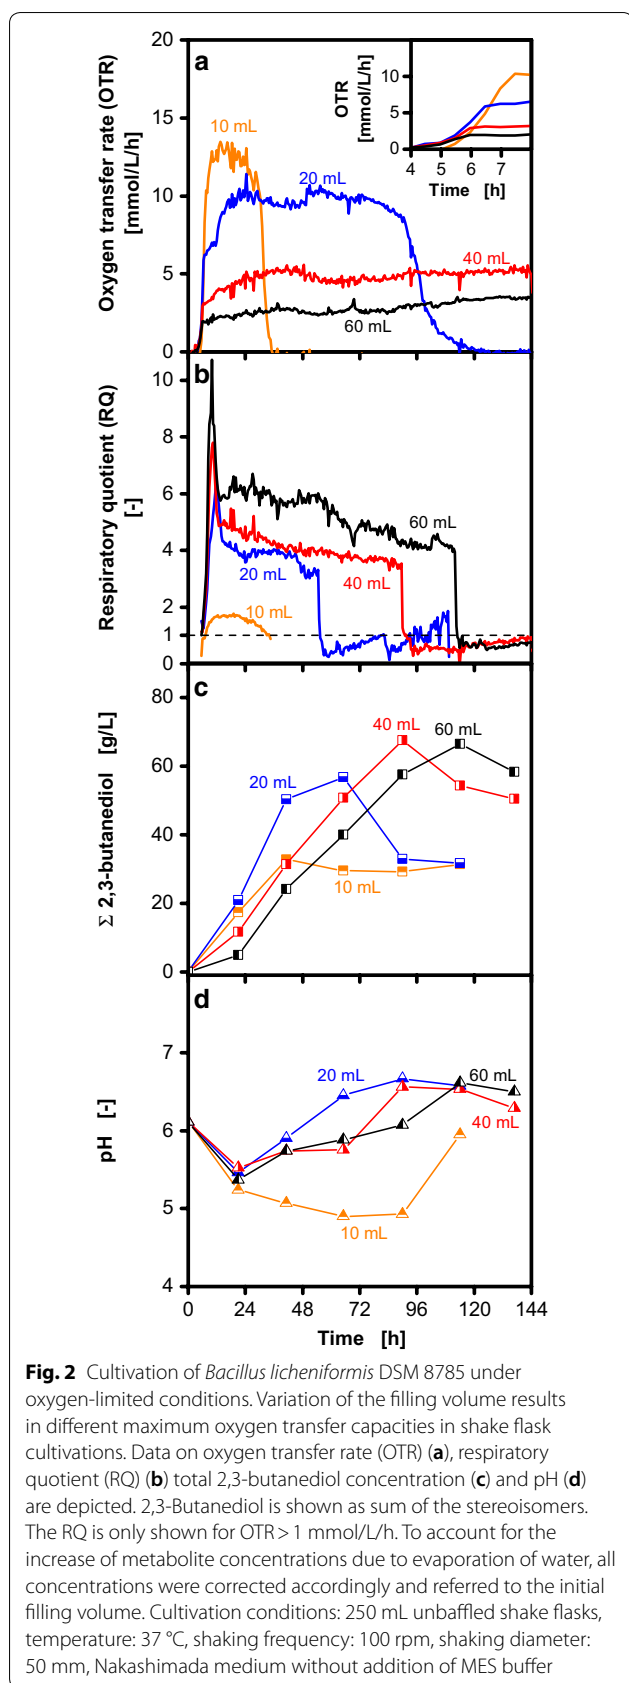 a
Oxygen transfer rate (OTR)
[mmol/L/h]
20
15
10
5
0
10 mL
20 mL
40 mL
60 mL
OTR
[mmol/L/h]
10
5
0
4 5 6 7
Time [h]
b
Respiratory quotient (RQ)
[-]
10
8
6
4
2
1
0
60 mL
40 mL
20 mL
10 mL
c
Σ 2,3-butanediol [g/L]
80
60
40
20
0
40 mL
60 mL
20 mL
10 mL
d
pH [-]
7
6
5
4
20 mL
60 mL
40 mL
10 mL
0 24 48 72 96 120 144
Time [h]
Fig. 2 Cultivation of Bacillus licheniformis DSM 8785 under
oxygen-limited conditions. Variation of the filling volume results
in different maximum oxygen transfer capacities in shake flask
cultivations. Data on oxygen transfer rate (OTR) (a), respiratory
quotient (RQ) (b) total 2,3-butanediol concentration (c) and pH (d)
are depicted. 2,3-Butanediol is shown as sum of the stereoisomers.
The RQ is only shown for OTR > 1 mmol/L/h. To account for the
increase of metabolite concentrations due to evaporation of water, all
concentrations were corrected accordingly and referred to the initial
filling volume. Cultivation conditions: 250 mL unbaffled shake flasks,
temperature: 37 °C, shaking frequency: 100 rpm, shaking diameter:
50 mm, Nakashimada medium without addition of MES buffer